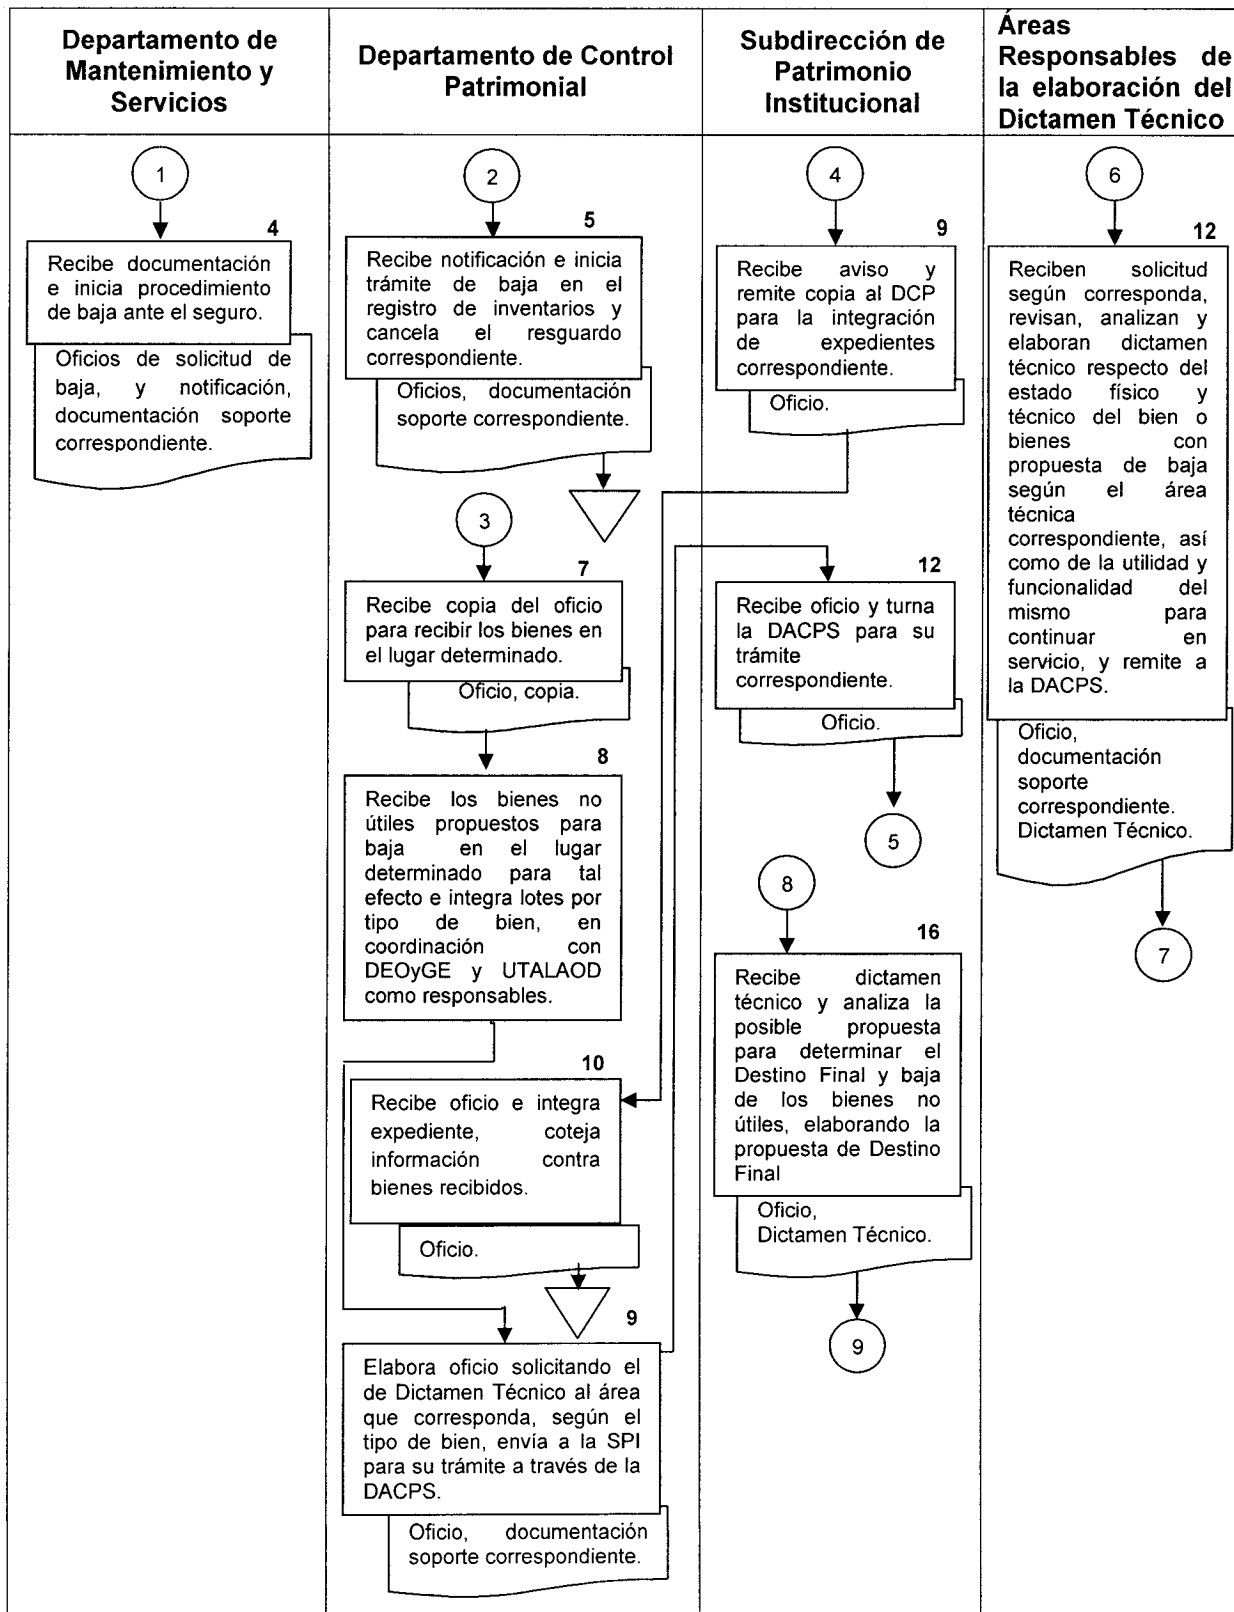 Departamento de
Mantenimiento y
Servicios
Departamento de Control
Patrimonial
Subdirección de
Patrimonio
Institucional
Áreas
Responsables de
la elaboración del
Dictamen Técnico
1
4
Recibe documentación
e inicia procedimiento
de baja ante el seguro.
Oficios de solicitud de
baja, y notificación,
documentación soporte
correspondiente.
2
5
Recibe notificación e inicia
trámite de baja en el
registro de inventarios y
cancela el resguardo
correspondiente.
Oficios, documentación
soporte correspondiente.
3
7
Recibe copia del oficio
para recibir los bienes en
el lugar determinado.
Oficio, copia.
8
Recibe los bienes no
útiles propuestos para
baja en el lugar
determinado para tal
efecto e integra lotes por
tipo de bien, en
coordinación con
DEOyGE y UTALAOD
como responsables.
10
Recibe oficio e integra
expediente, coteja
información contra
bienes recibidos.
Oficio.
9
Elabora oficio solicitando el
de Dictamen Técnico al área
que corresponda, según el
tipo de bien, envía a la SPI
para su trámite a través de la
DACPS.
Oficio, documentación
soporte correspondiente.
4
9
Recibe aviso y
remite copia al DCP
para la integración
de expedientes
correspondiente.
Oficio.
12
Recibe oficio y turna
la DACPS para su
trámite
correspondiente.
Oficio.
5
8
16
Recibe dictamen
técnico y analiza la
posible propuesta
para determinar el
Destino Final y baja
de los bienes no
útiles, elaborando la
propuesta de Destino
Final
Oficio,
Dictamen Técnico.
9
6
12
Reciben solicitud
según corresponda,
revisan, analizan y
elaboran dictamen
técnico respecto del
estado físico y
técnico del bien o
bienes con
propuesta de baja
según el área
técnica
correspondiente, así
como de la utilidad y
funcionalidad del
mismo para
continuar en
servicio, y remite a
la DACPS.
Oficio,
documentación
soporte
correspondiente.
Dictamen Técnico.
7